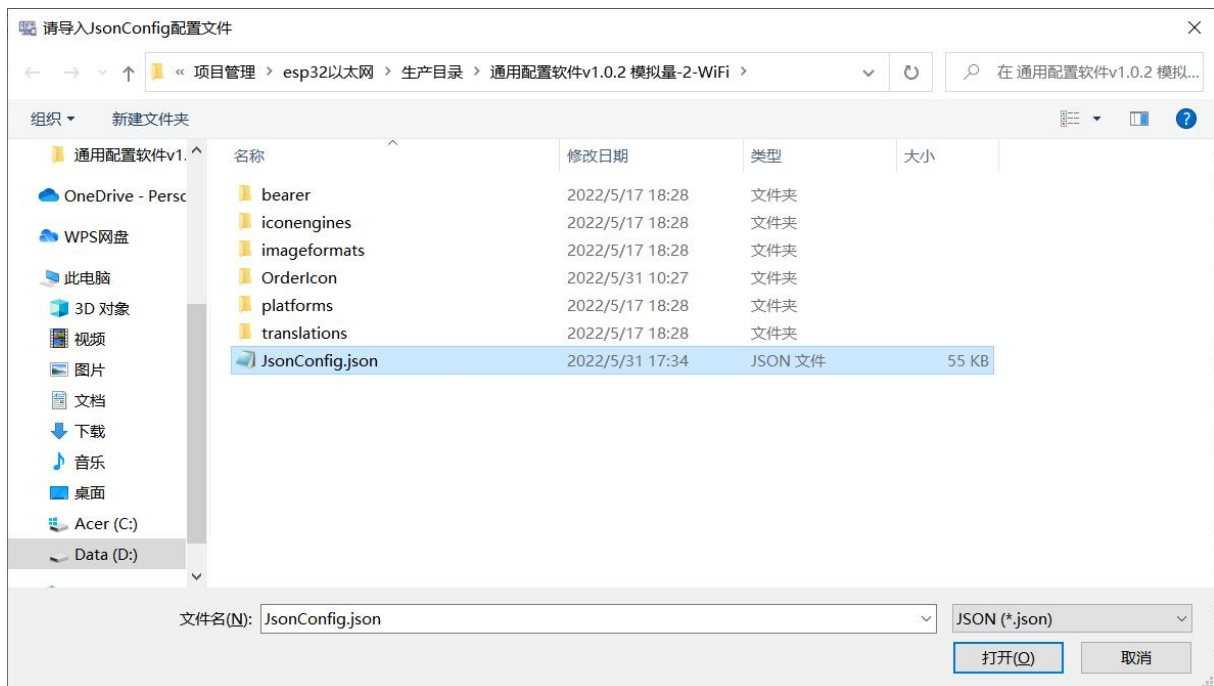 请导入JsonConfig配置文件
« 项目管理 > esp32以太网 > 生产目录 > 通用配置软件v1.0.2 模拟量-2-WiFi >
在 通用配置软件v1.0.2 模拟...
组织 新建文件夹
通用配置软件v1.
OneDrive - Persc
WPS网盘
此电脑
3D 对象
视频
图片
文档
下载
音乐
桌面
Acer (C:)
Data (D:)
名称 修改日期 类型 大小
bearer 2022/5/17 18:28 文件夹
iconengines 2022/5/17 18:28 文件夹
imageformats 2022/5/17 18:28 文件夹
OrderIcon 2022/5/31 10:27 文件夹
platforms 2022/5/17 18:28 文件夹
translations 2022/5/17 18:28 文件夹
JsonConfig.json 2022/5/31 17:34 JSON 文件 55 KB
文件名(N): JsonConfig.json
JSON (*.json)
打开(O) 取消